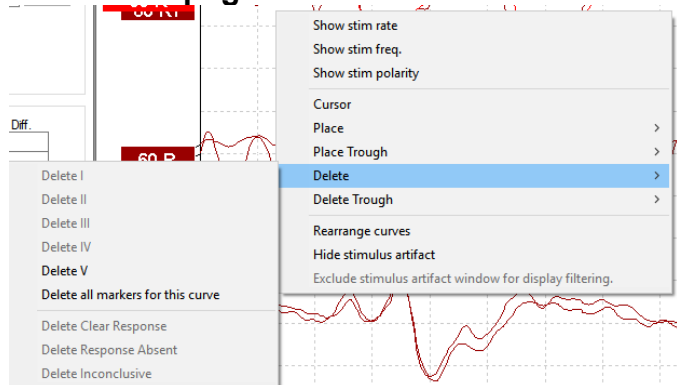 Show stim rate
Show stim freq.
Show stim polarity
Cursor
Place
Place Trough
Delete
Delete Trough
Rearrange curves
Hide stimulus artifact
Exclude stimulus artifact window for display filtering.
Diff.
Delete I
Delete II
Delete III
Delete IV
Delete V
Delete all markers for this curve
Delete Clear Response
Delete Response Absent
Delete Inconclusive